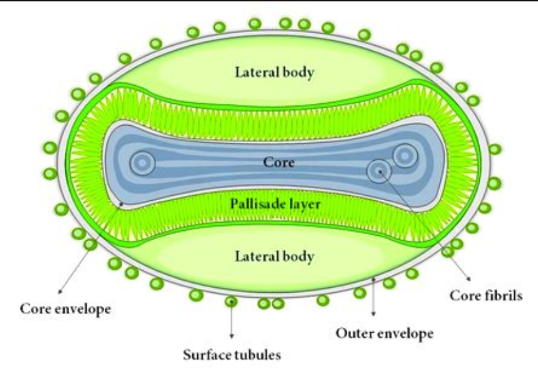 Lateral body
Core
Pallisade layer
Lateral body
Core fibrils
Core envelope
Outer envelope
Surface tubules